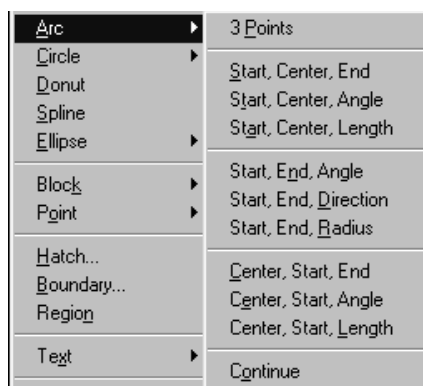 Arc
Circle
Donut
Spline
Ellipse
Block
Point
Hatch...
Boundary...
Region
Text
3 Points
Start, Center, End
Start, Center, Angle
Start, Center, Length
Start, End, Angle
Start, End, Direction
Start, End, Radius
Center, Start, End
Center, Start, Angle
Center, Start, Length
Continue